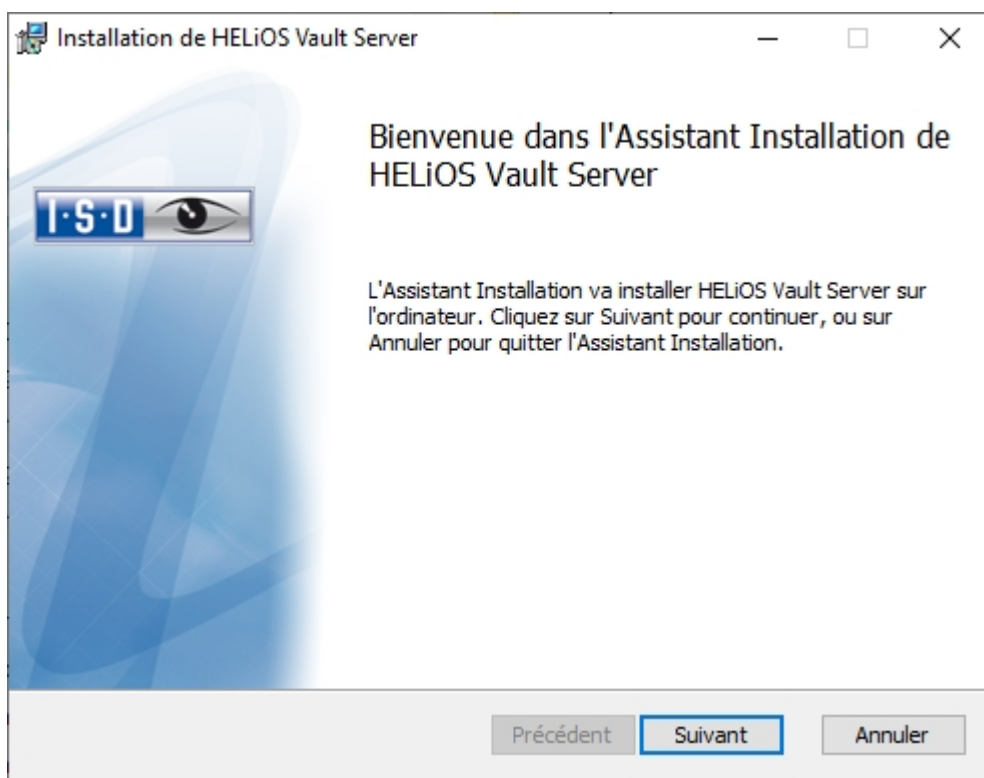 Installation de HELiOS Vault Server
Bienvenue dans l'Assistant Installation de
HELiOS Vault Server
I·S·D
L'Assistant Installation va installer HELiOS Vault Server sur
l'ordinateur. Cliquez sur Suivant pour continuer, ou sur
Annuler pour quitter l'Assistant Installation.
Précédent
Suivant
Annuler